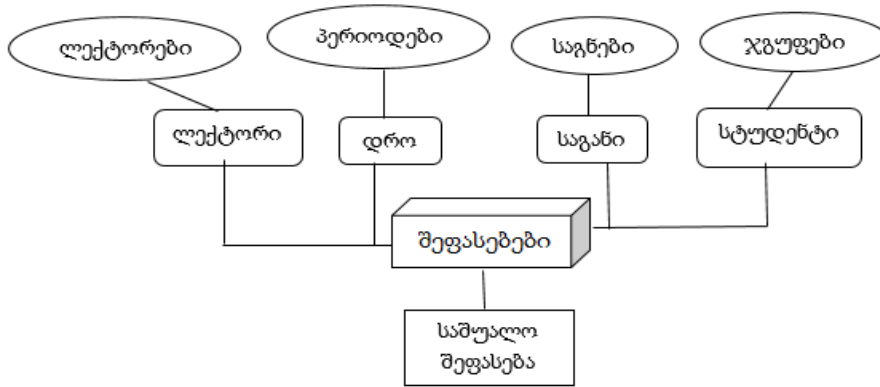 ლექტორები
პერიოდები
საგნები
ჯგუფები
ლექტორი
დრო
საგანი
სტუდენტი
შეფასებები
საშუალო
შეფასება